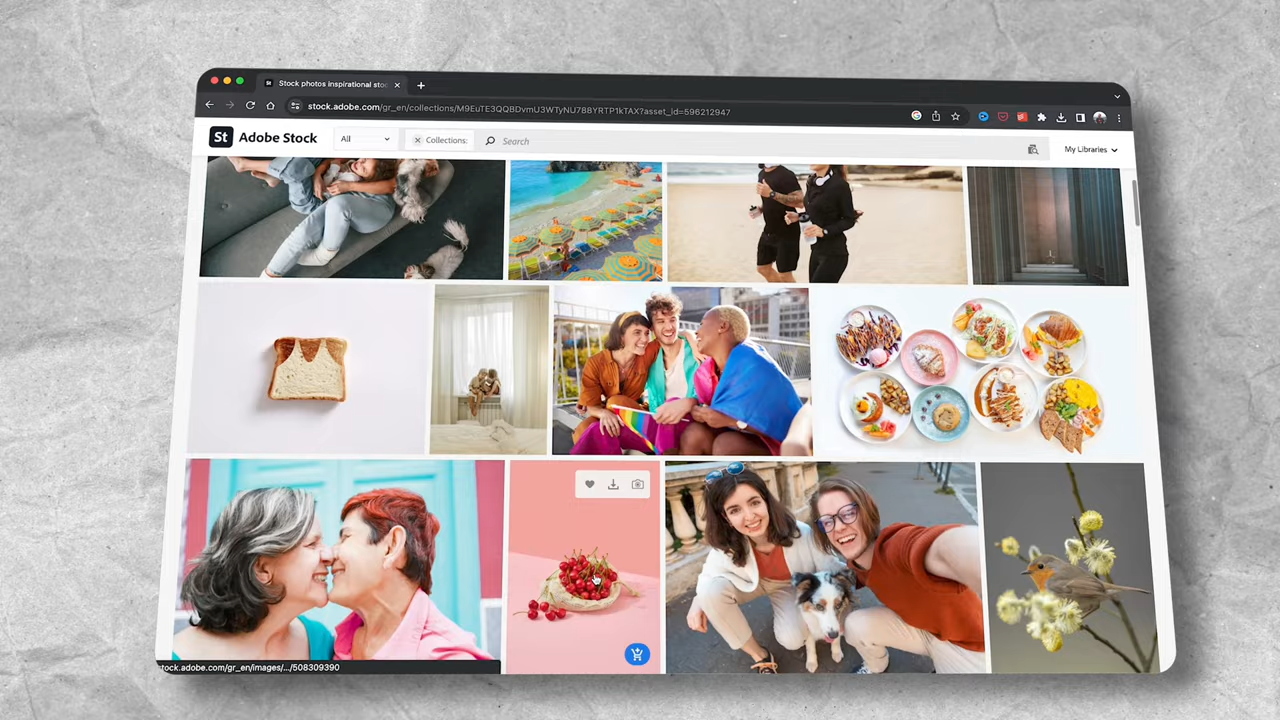 Stock photos inspirational sto
stock.adobe.com/gr_en/collections/M9EuTE3QQBDvmU3WTyNU788YRTP1kTAX?asset_id=596212947
St Adobe Stock All Collections: Search My Libraries
stock.adobe.com/gr_en/images/.../508309390